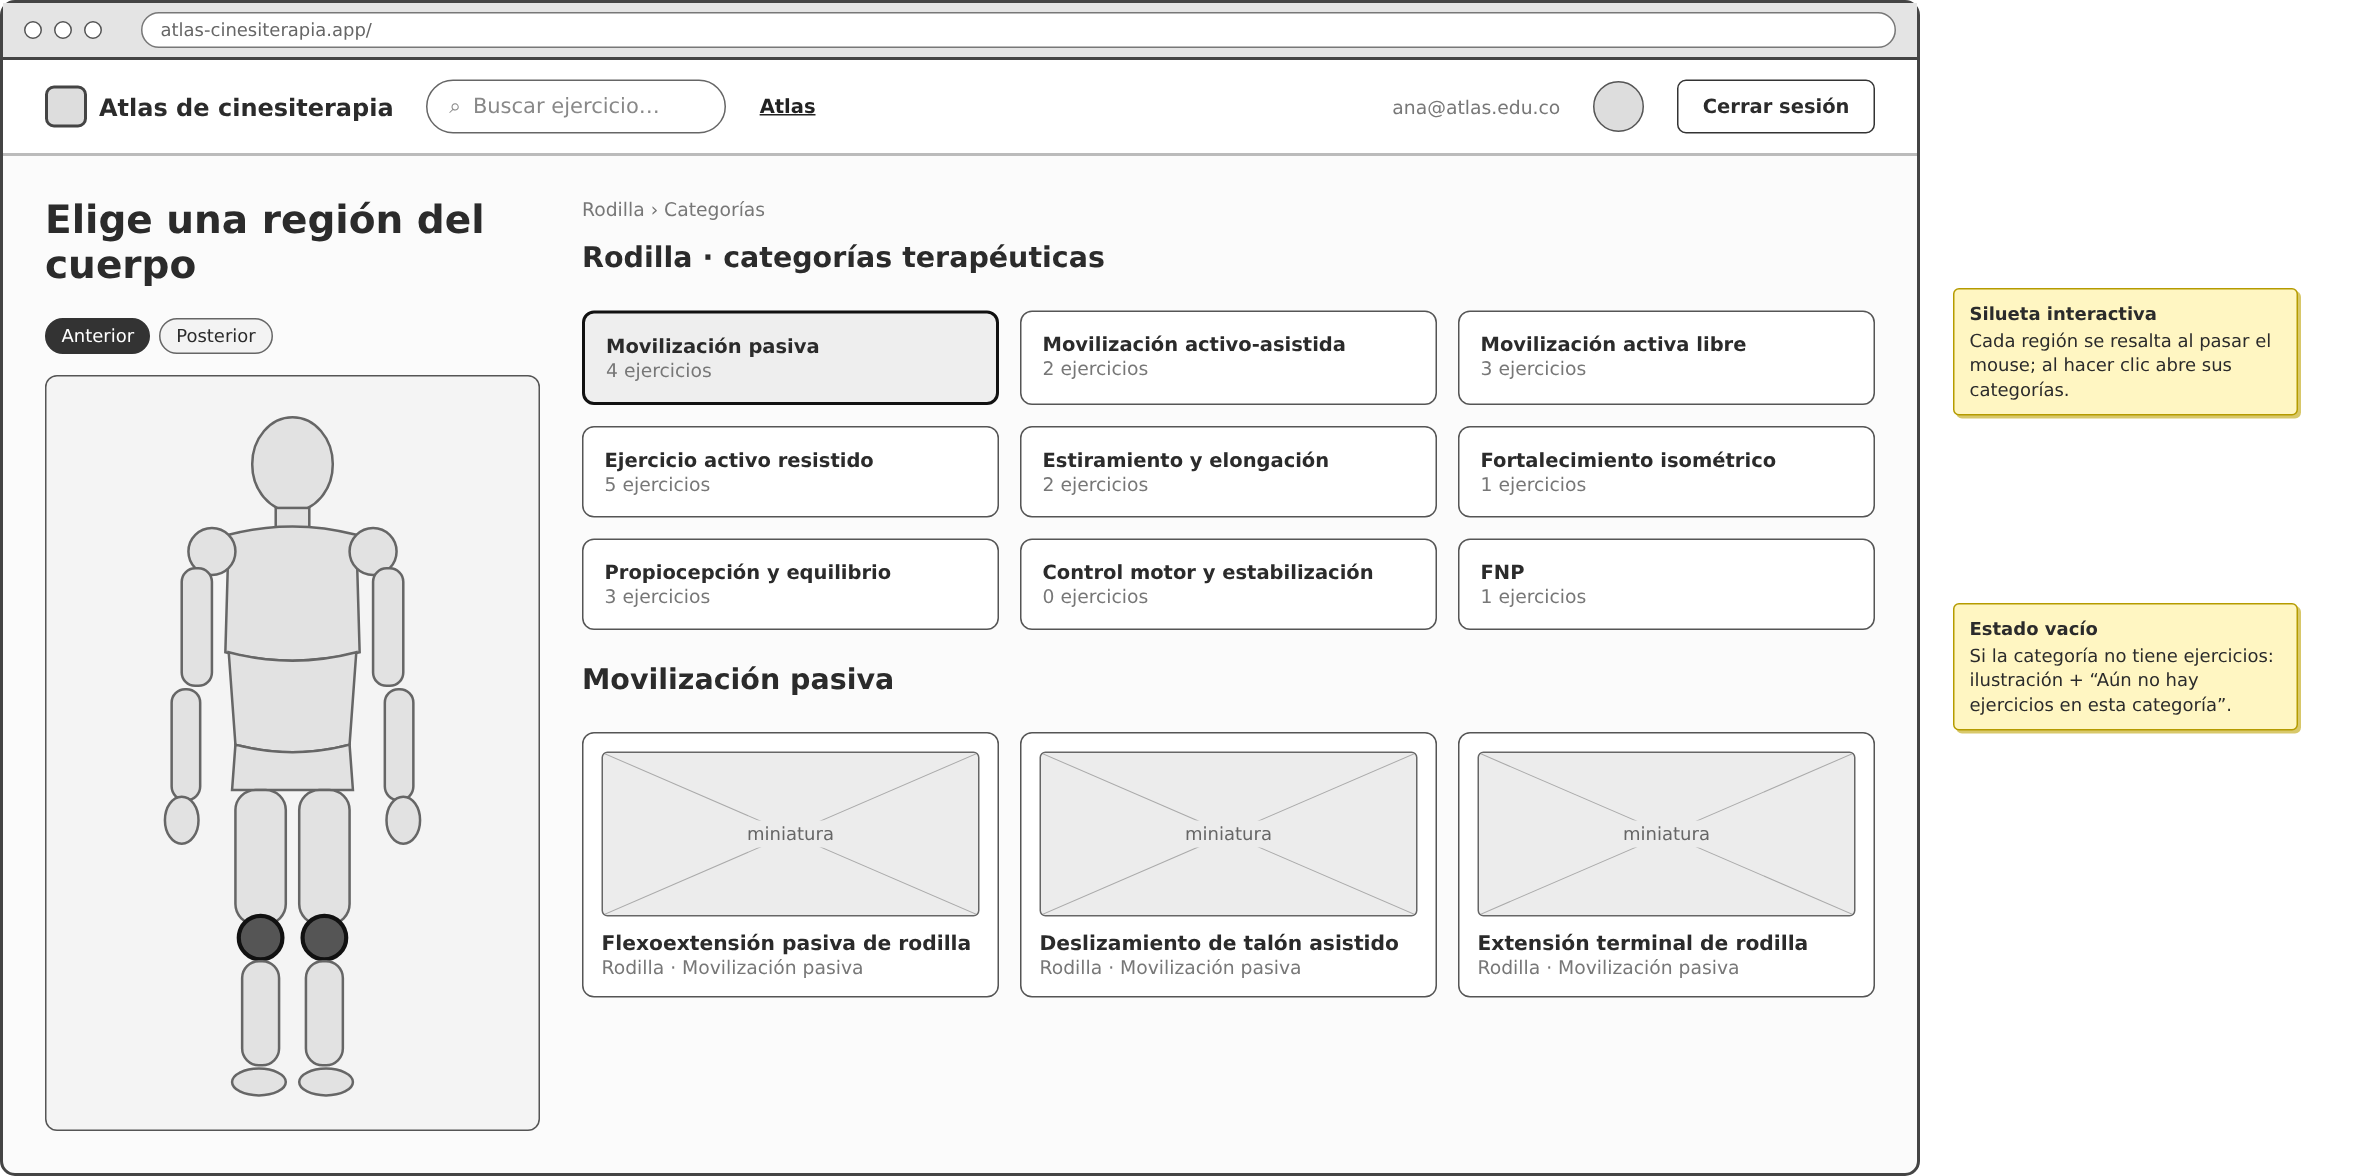 atlas-cinesiterapia.app/
Atlas de cinesiterapia
Buscar ejercicio...
Atlas
ana@atlas.edu.co
Cerrar sesión
Elige una región del
cuerpo
Anterior
Posterior
Rodilla › Categorías
Rodilla · categorías terapéuticas
Movilización pasiva
4 ejercicios
Movilización activo-asistida
2 ejercicios
Movilización activa libre
3 ejercicios
Ejercicio activo resistido
5 ejercicios
Estiramiento y elongación
2 ejercicios
Fortalecimiento isométrico
1 ejercicios
Propiocepción y equilibrio
3 ejercicios
Control motor y estabilización
0 ejercicios
FNP
1 ejercicios
Movilización pasiva
miniatura
Flexoextensión pasiva de rodilla
Rodilla · Movilización pasiva
miniatura
Deslizamiento de talón asistido
Rodilla · Movilización pasiva
miniatura
Extensión terminal de rodilla
Rodilla · Movilización pasiva
Silueta interactiva
Cada región se resalta al pasar el
mouse; al hacer clic abre sus
categorías.
Estado vacío
Si la categoría no tiene ejercicios:
ilustración + “Aún no hay
ejercicios en esta categoría”.